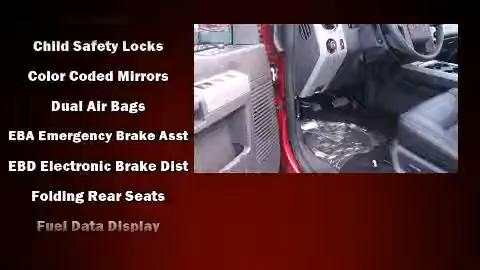 Child Safety Locks
Color Coded Mirrors
Dual Air Bags
EBA Emergency Brake Asst
EBD Electronic Brake Dist
Folding Rear Seats
Fuel Data Display